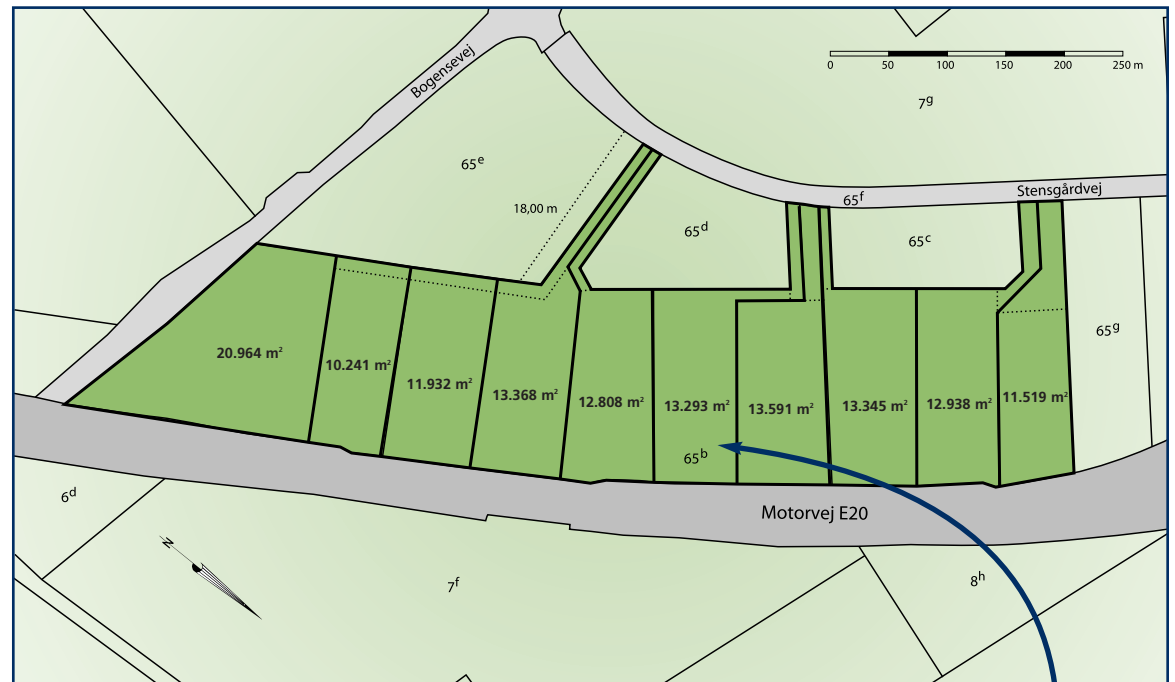 Bogensevej
0 50 100 150 200 250 m
7g
65e
18,00 m
65f
Stensgårdvej
65d
65c
65g
20.964 m²
10.241 m²
11.932 m²
13.368 m²
12.808 m²
13.293 m²
13.591 m²
13.345 m²
12.938 m²
11.519 m²
65b
6d
Motorvej E20
N
7f
8h